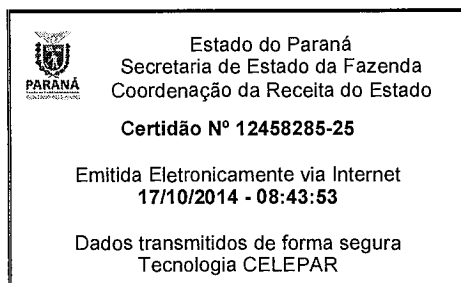 Estado do Paraná
Secretaria de Estado da Fazenda
PARANÁ
Coordenação da Receita do Estado
Certidão Nº 12458285-25
Emitida Eletronicamente via Internet
17/10/2014 - 08:43:53
Dados transmitidos de forma segura
Tecnologia CELEPAR